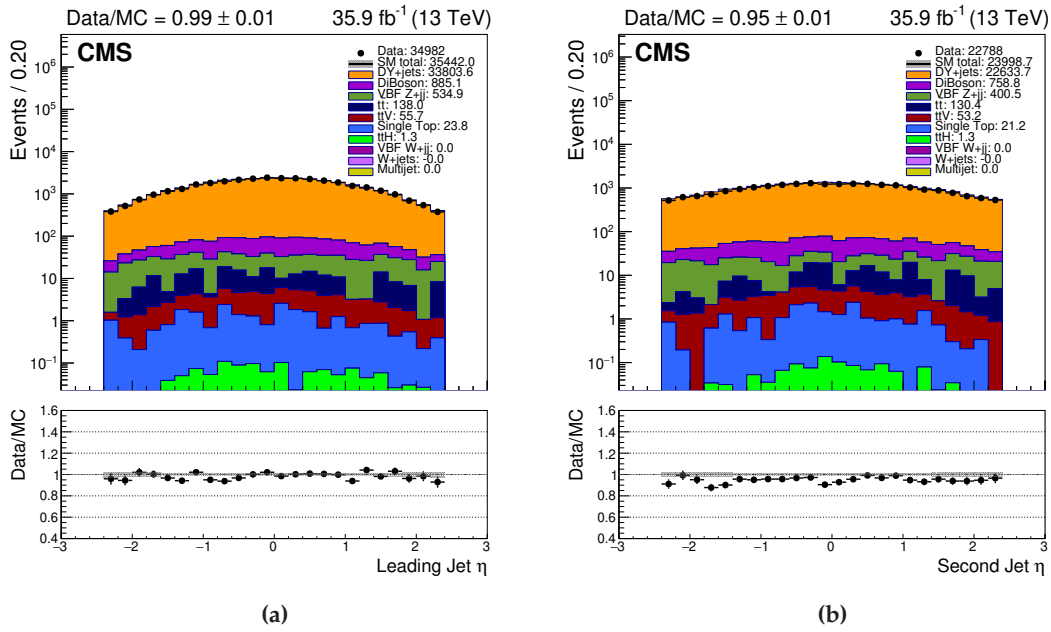 Data/MC = 0.99 ± 0.01 35.9 fb⁻¹ (13 TeV)
CMS
Data: 34982
SM total: 35442.0
DY+jets: 33803.6
DiBoson: 885.1
VBF Z+jj: 534.9
tt: 138.0
ttV: 55.7
Single Top: 23.8
ttH: 1.3
VBF W+jj: 0.0
W+jets: -0.0
Multijet: 0.0
Events / 0.20
10⁶
10⁵
10⁴
10³
10²
10
1
10⁻¹
Data/MC
1.6
1.4
1.2
1
0.8
0.6
0.4
−3 −2 −1 0 1 2 3
Leading Jet η
(a)
Data/MC = 0.95 ± 0.01 35.9 fb⁻¹ (13 TeV)
CMS
Data: 22788
SM total: 23998.7
DY+jets: 22633.7
DiBoson: 758.8
VBF Z+jj: 400.5
tt: 130.4
ttV: 53.2
Single Top: 21.2
ttH: 1.3
VBF W+jj: 0.0
W+jets: -0.0
Multijet: 0.0
Events / 0.20
10⁶
10⁵
10⁴
10³
10²
10
1
10⁻¹
Data/MC
1.6
1.4
1.2
1
0.8
0.6
0.4
−3 −2 −1 0 1 2 3
Second Jet η
(b)